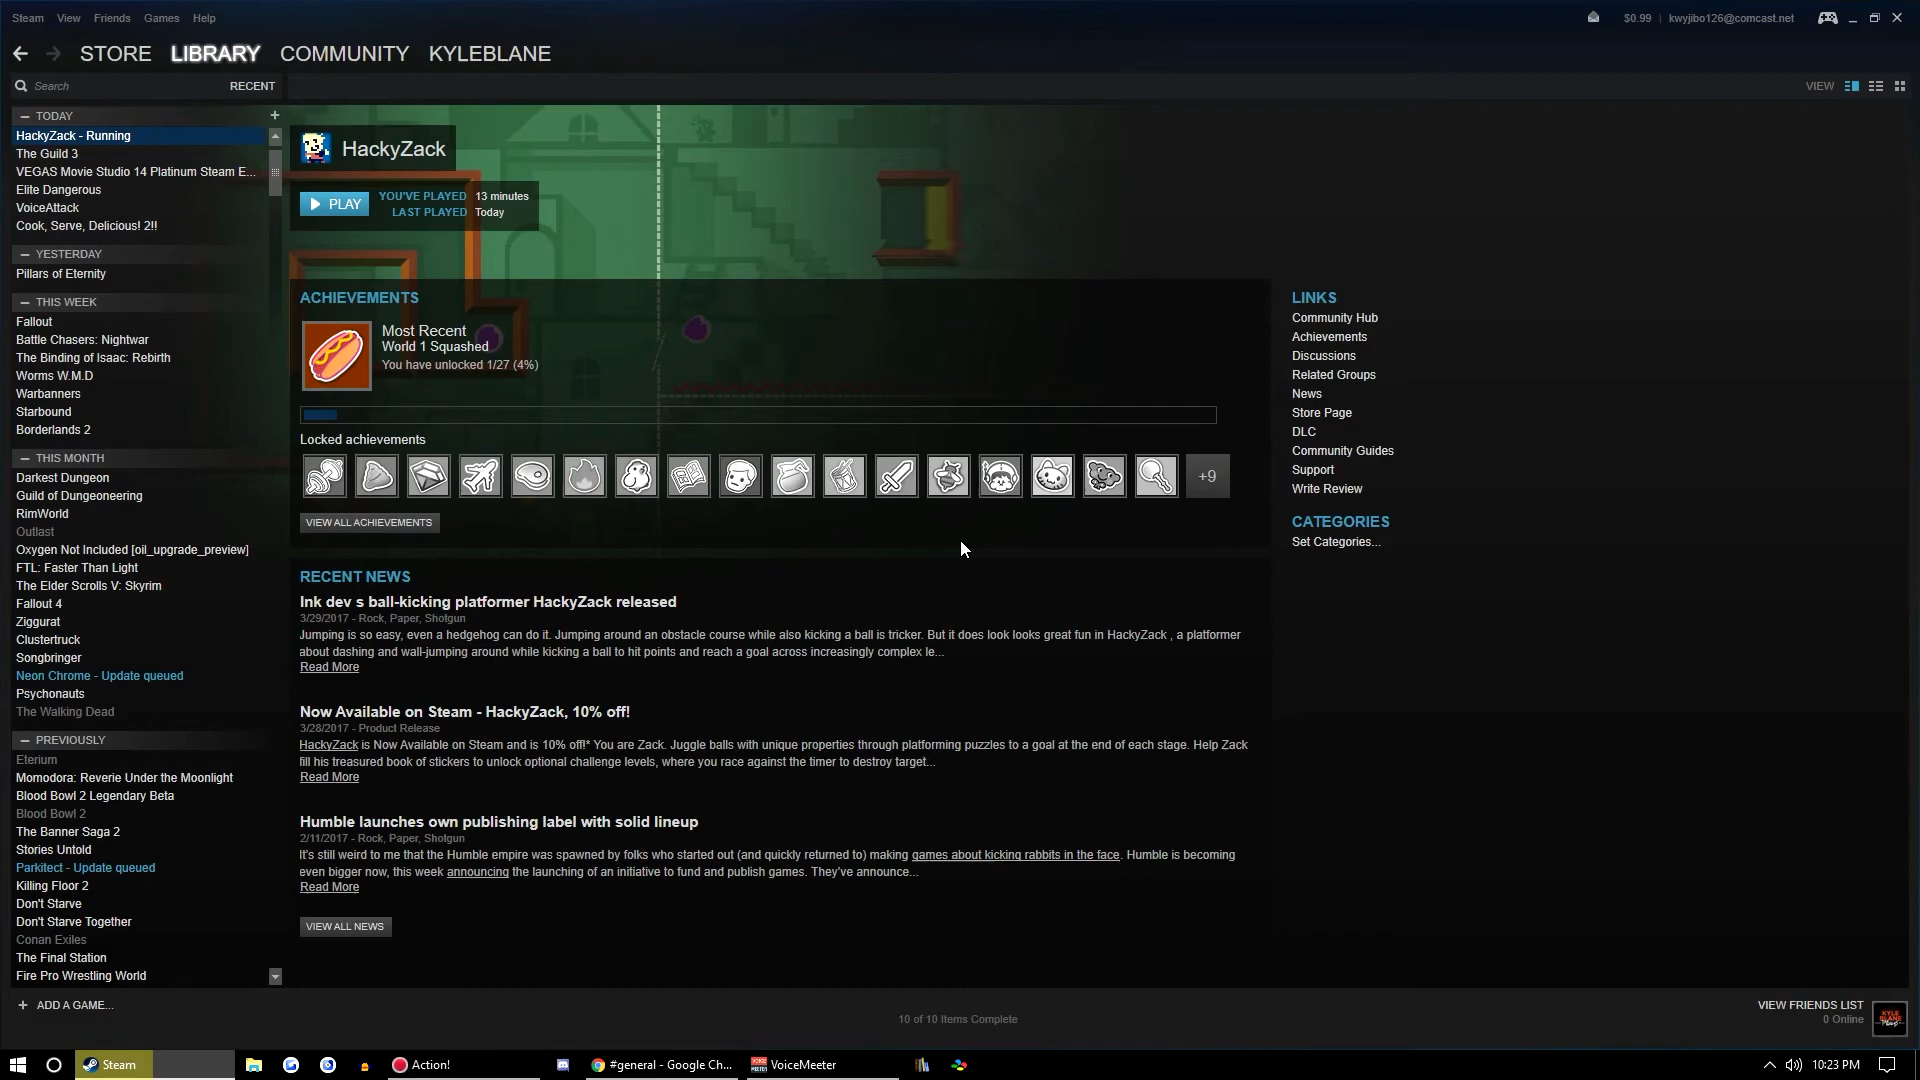 Steam View Friends Games Help
$0.99 | kwyjibo126@comcast.net
STORE LIBRARY COMMUNITY KYLEBLANE
Search RECENT
VIEW
— TODAY +
HackyZack - Running
The Guild 3
VEGAS Movie Studio 14 Platinum Steam E...
Elite Dangerous
VoiceAttack
Cook, Serve, Delicious! 2!!
— YESTERDAY
Pillars of Eternity
— THIS WEEK
Fallout
Battle Chasers: Nightwar
The Binding of Isaac: Rebirth
Worms W.M.D
Warbanners
Starbound
Borderlands 2
— THIS MONTH
Darkest Dungeon
Guild of Dungeoneering
RimWorld
Outlast
Oxygen Not Included [oil_upgrade_preview]
FTL: Faster Than Light
The Elder Scrolls V: Skyrim
Fallout 4
Ziggurat
Clustertruck
Songbringer
Neon Chrome - Update queued
Psychonauts
The Walking Dead
— PREVIOUSLY
Eterium
Momodora: Reverie Under the Moonlight
Blood Bowl 2 Legendary Beta
Blood Bowl 2
The Banner Saga 2
Stories Untold
Parkitect - Update queued
Killing Floor 2
Don't Starve
Don't Starve Together
Conan Exiles
The Final Station
Fire Pro Wrestling World
+ ADD A GAME...
HackyZack
PLAY
YOU'VE PLAYED 13 minutes
LAST PLAYED Today
ACHIEVEMENTS
Most Recent
World 1 Squashed
You have unlocked 1/27 (4%)
Locked achievements
+9
VIEW ALL ACHIEVEMENTS
RECENT NEWS
Ink dev s ball-kicking platformer HackyZack released
3/29/2017 - Rock, Paper, Shotgun
Jumping is so easy, even a hedgehog can do it. Jumping around an obstacle course while also kicking a ball is tricker. But it does look looks great fun in HackyZack , a platformer
about dashing and wall-jumping around while kicking a ball to hit points and reach a goal across increasingly complex le...
Read More
Now Available on Steam - HackyZack, 10% off!
3/28/2017 - Product Release
HackyZack is Now Available on Steam and is 10% off!* You are Zack. Juggle balls with unique properties through platforming puzzles to a goal at the end of each stage. Help Zack
fill his treasured book of stickers to unlock optional challenge levels, where you race against the timer to destroy target...
Read More
Humble launches own publishing label with solid lineup
2/11/2017 - Rock, Paper, Shotgun
It's still weird to me that the Humble empire was spawned by folks who started out (and quickly returned to) making games about kicking rabbits in the face. Humble is becoming
even bigger now, this week announcing the launching of an initiative to fund and publish games. They've announce...
Read More
VIEW ALL NEWS
LINKS
Community Hub
Achievements
Discussions
Related Groups
News
Store Page
DLC
Community Guides
Support
Write Review
CATEGORIES
Set Categories...
10 of 10 Items Complete
VIEW FRIENDS LIST
0 Online
KYLE
BLANE
Steam
Action!
#general - Google Ch...
VoiceMeeter
10:23 PM